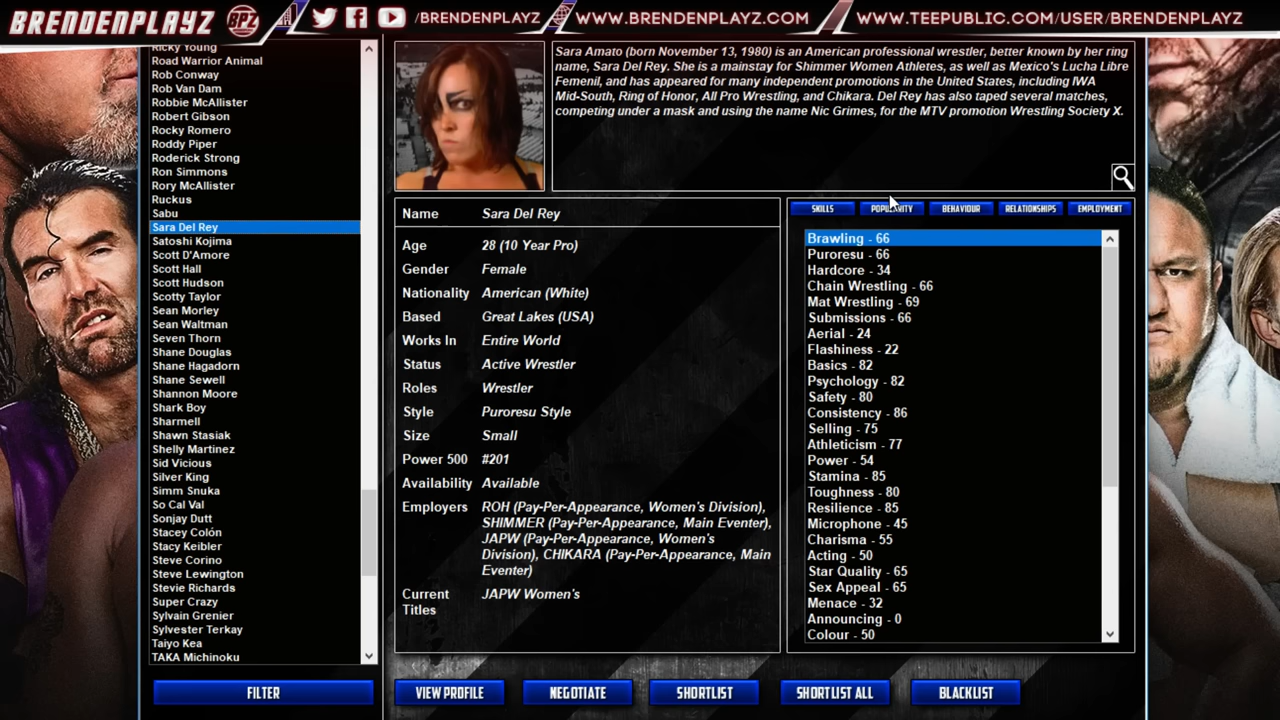 BRENDENPLAYZ BPZ /BRENDENPLAYZ WWW.BRENDENPLAYZ.COM WWW.TEEPUBLIC.COM/USER/BRENDENPLAYZ
Ricky Young
Road Warrior Animal
Rob Conway
Rob Van Dam
Robbie McAllister
Robert Gibson
Rocky Romero
Roddy Piper
Roderick Strong
Ron Simmons
Rory McAllister
Ruckus
Sabu
Sara Del Rey
Satoshi Kojima
Scott D'Amore
Scott Hall
Scott Hudson
Scotty Taylor
Sean Morley
Sean Waltman
Seven Thorn
Shane Douglas
Shane Hagadorn
Shane Sewell
Shannon Moore
Shark Boy
Sharmell
Shawn Stasiak
Shelly Martinez
Sid Vicious
Silver King
Simm Snuka
So Cal Val
Sonjay Dutt
Stacey Colón
Stacy Keibler
Steve Corino
Steve Lewington
Stevie Richards
Super Crazy
Sylvain Grenier
Sylvester Terkay
Taiyo Kea
TAKA Michinoku
FILTER
Sara Amato (born November 13, 1980) is an American professional wrestler, better known by her ring
name, Sara Del Rey. She is a mainstay for Shimmer Women Athletes, as well as Mexico's Lucha Libre
Femenil, and has appeared for many independent promotions in the United States, including IWA
Mid-South, Ring of Honor, All Pro Wrestling, and Chikara. Del Rey has also taped several matches,
competing under a mask and using the name Nic Grimes, for the MTV promotion Wrestling Society X.
Name Sara Del Rey
Age 28 (10 Year Pro)
Gender Female
Nationality American (White)
Based Great Lakes (USA)
Works In Entire World
Status Active Wrestler
Roles Wrestler
Style Puroresu Style
Size Small
Power 500 #201
Availability Available
Employers ROH (Pay-Per-Appearance, Women's Division),
SHIMMER (Pay-Per-Appearance, Main Eventer),
JAPW (Pay-Per-Appearance, Women's
Division), CHIKARA (Pay-Per-Appearance, Main
Eventer)
Current JAPW Women's
Titles
SKILLS POPULARITY BEHAVIOUR RELATIONSHIPS EMPLOYMENT
Brawling - 66
Puroresu - 66
Hardcore - 34
Chain Wrestling - 66
Mat Wrestling - 69
Submissions - 66
Aerial - 24
Flashiness - 22
Basics - 82
Psychology - 82
Safety - 80
Consistency - 86
Selling - 75
Athleticism - 77
Power - 54
Stamina - 85
Toughness - 80
Resilience - 85
Microphone - 45
Charisma - 55
Acting - 50
Star Quality - 65
Sex Appeal - 65
Menace - 32
Announcing - 0
Colour - 50
VIEW PROFILE NEGOTIATE SHORTLIST SHORTLIST ALL BLACKLIST